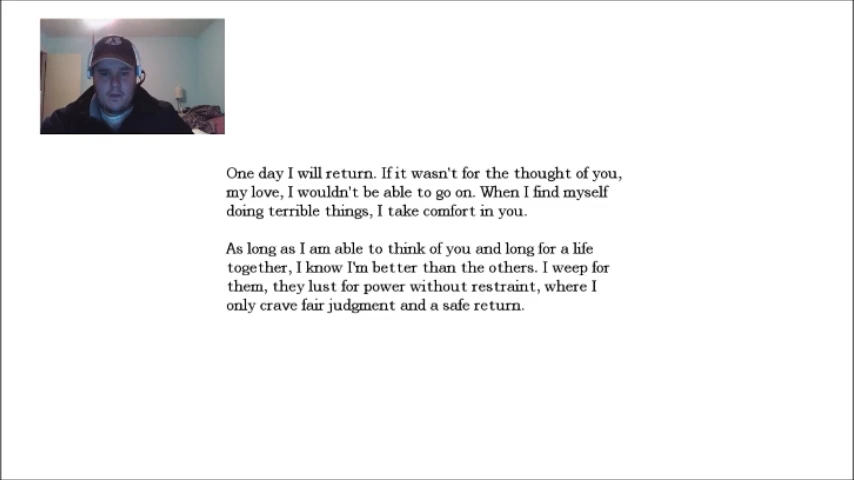 One day I will return. If it wasn't for the thought of you,
my love, I wouldn't be able to go on. When I find myself
doing terrible things, I take comfort in you.
As long as I am able to think of you and long for a life
together, I know I'm better than the others. I weep for
them, they lust for power without restraint, where I
only crave fair judgment and a safe return.